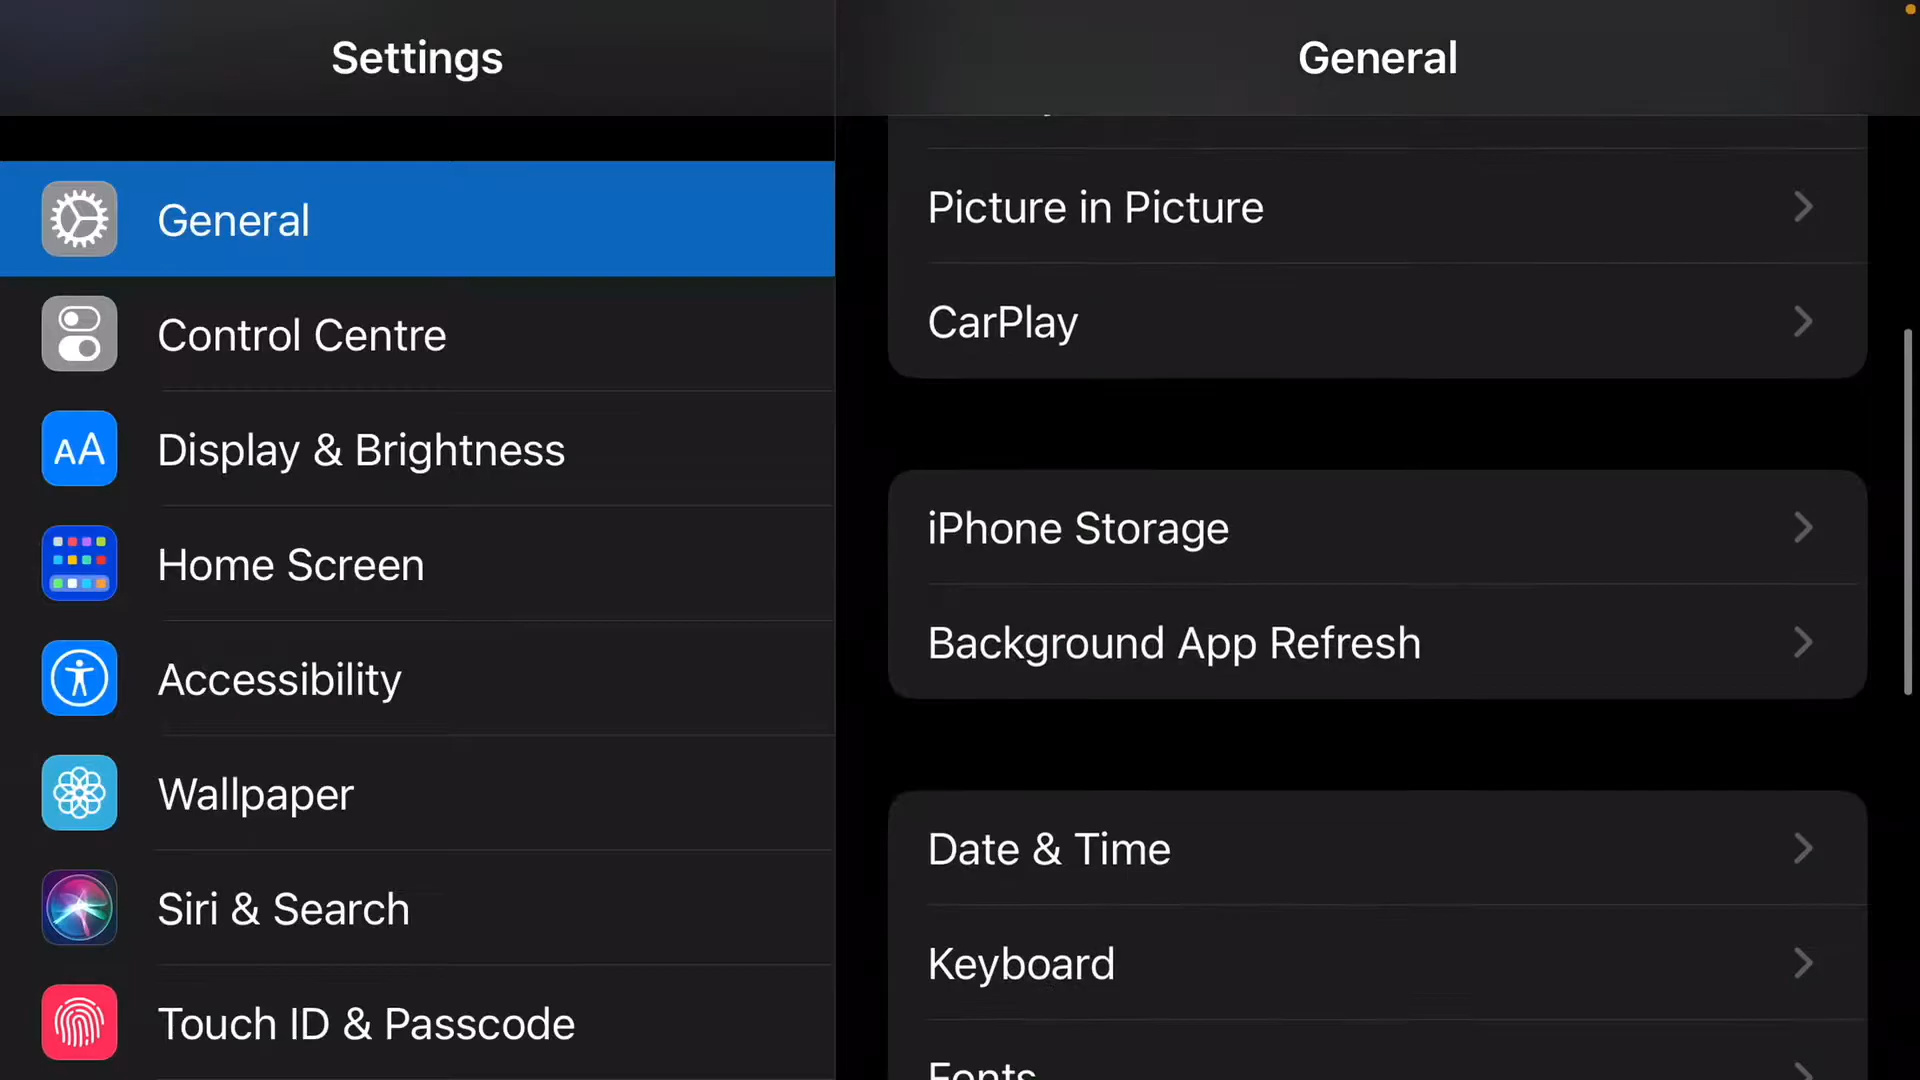 Settings
General
General
Control Centre
AA
Display & Brightness
Home Screen
Accessibility
Wallpaper
Siri & Search
Touch ID & Passcode
Picture in Picture
CarPlay
iPhone Storage
Background App Refresh
Date & Time
Keyboard
Fonts